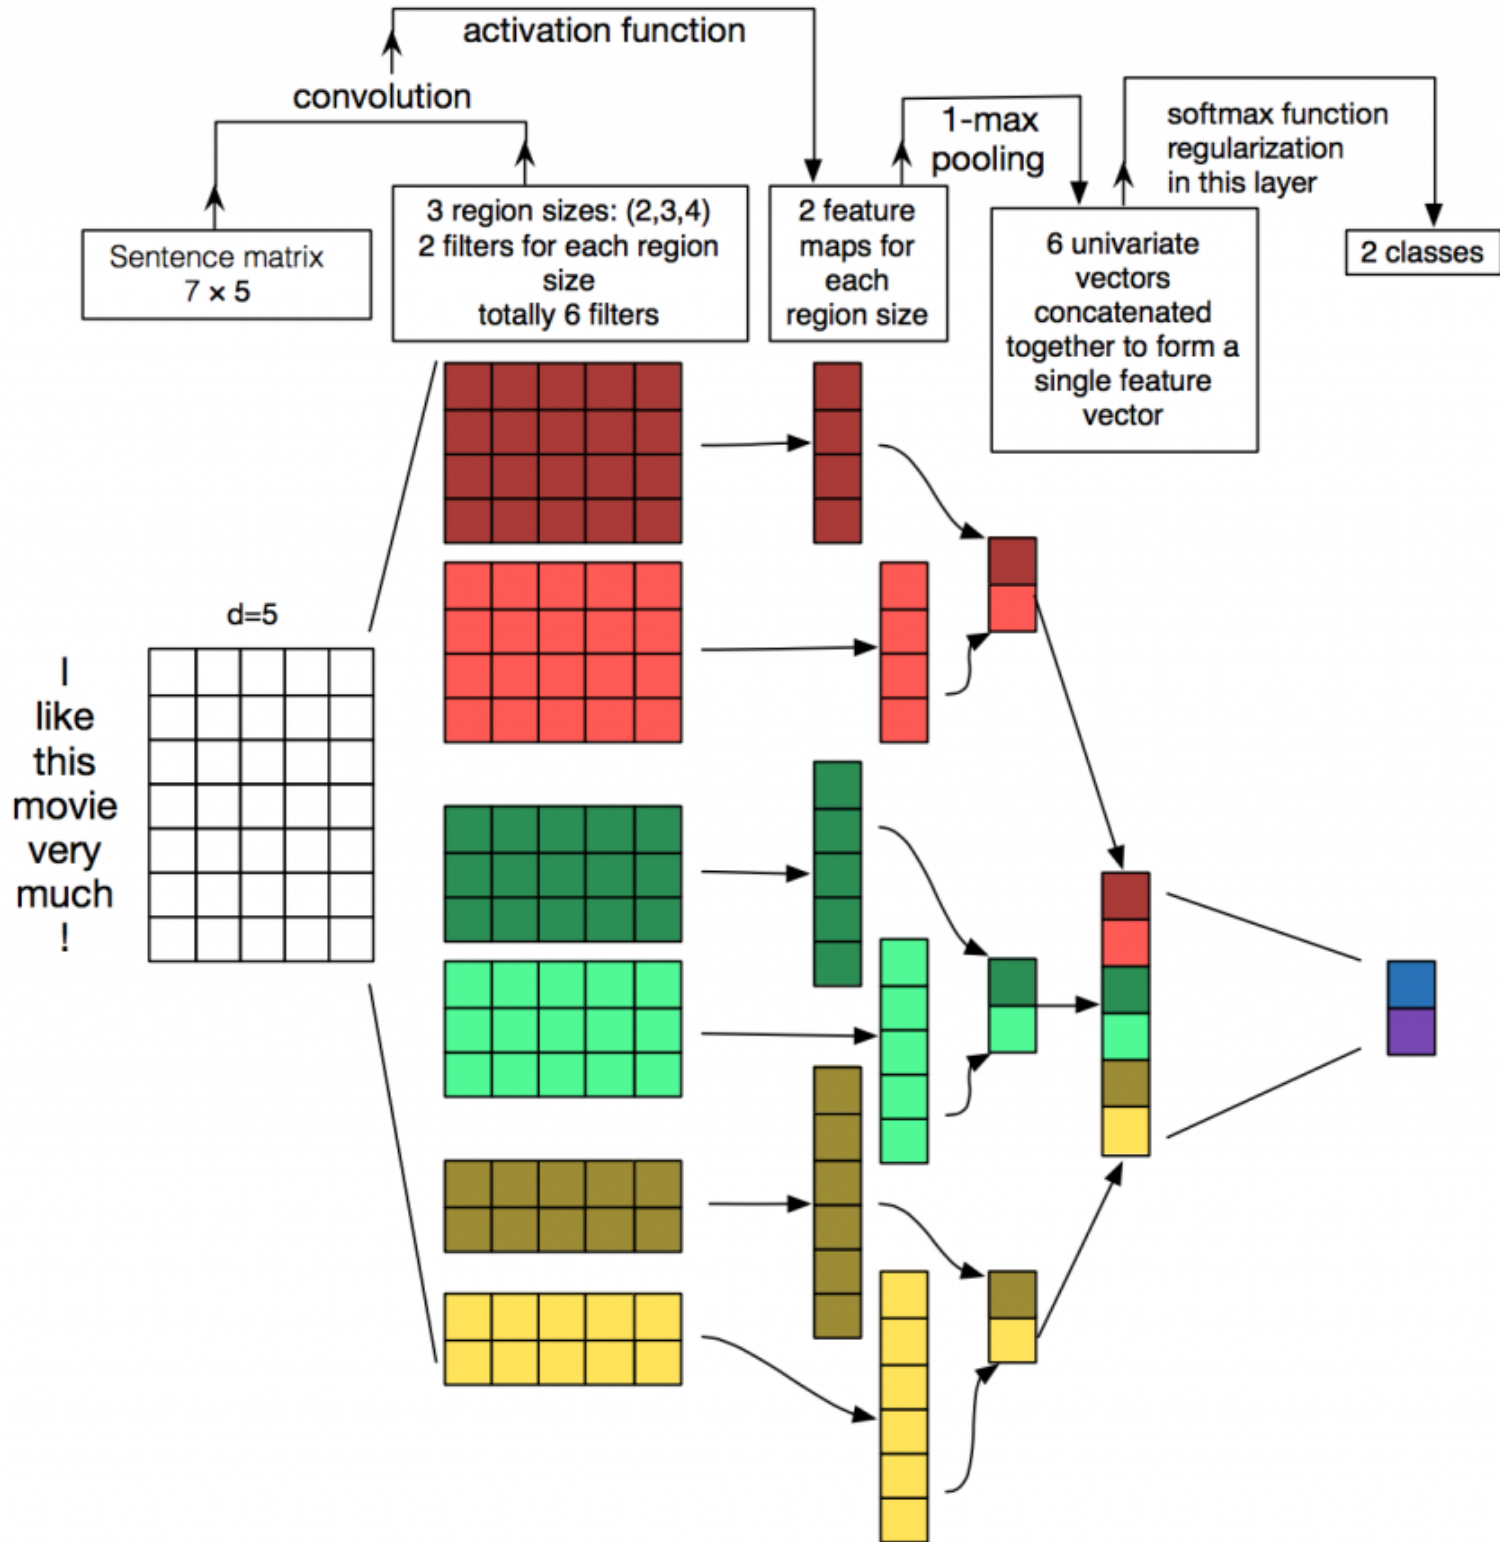 activation function
convolution
1-max
pooling
softmax function
regularization
in this layer
Sentence matrix
7 × 5
3 region sizes: (2,3,4)
2 filters for each region
size
totally 6 filters
2 feature
maps for
each
region size
6 univariate
vectors
concatenated
together to form a
single feature
vector
2 classes
d=5
I
like
this
movie
very
much
!